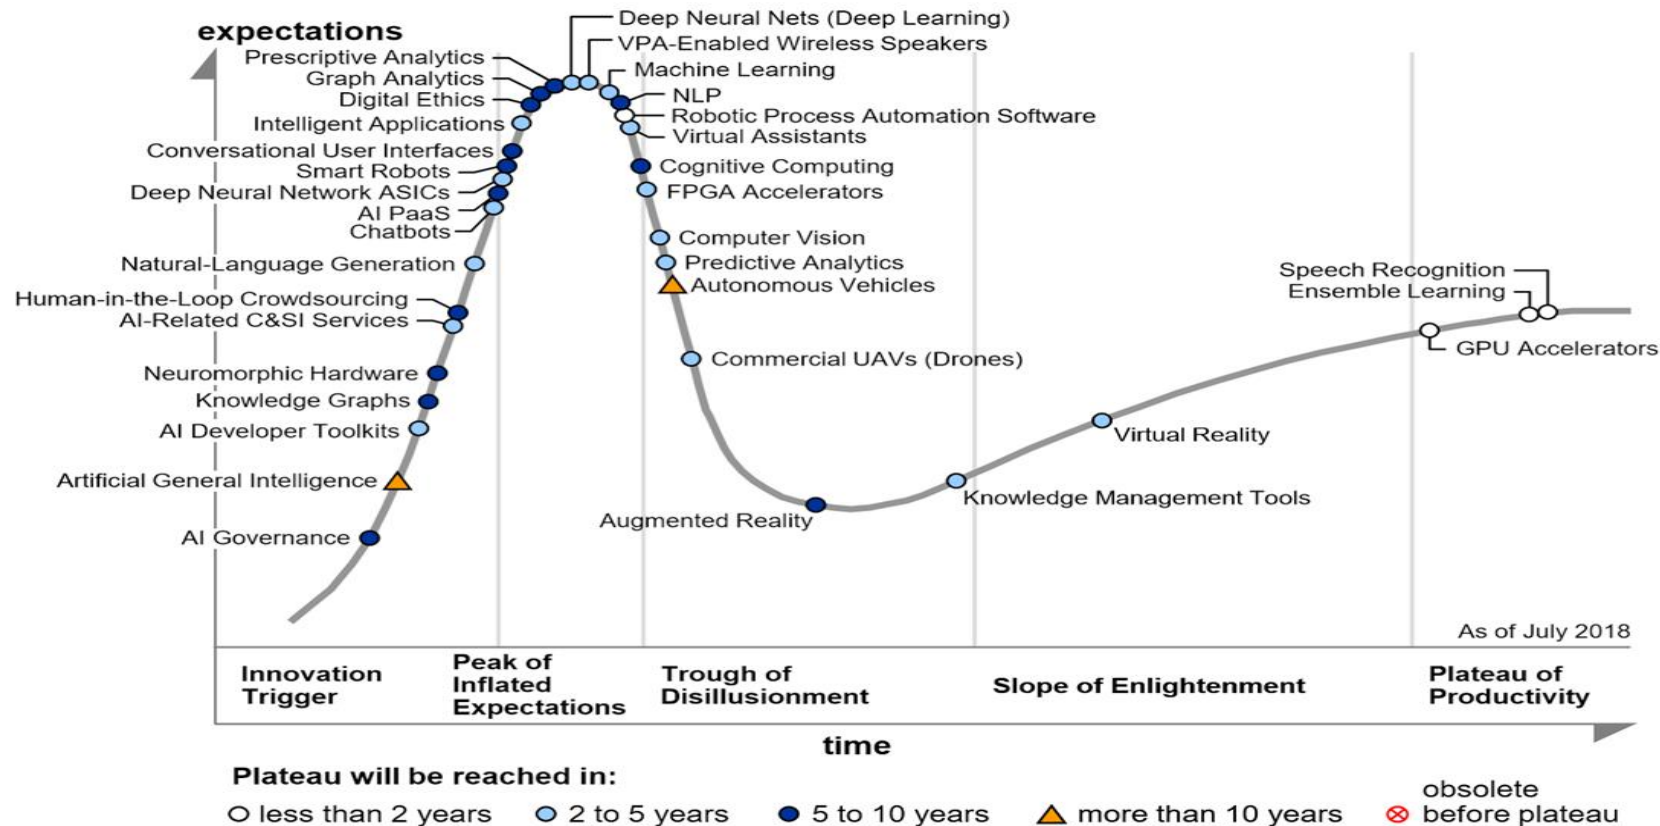 expectations
Deep Neural Nets (Deep Learning)
VPA-Enabled Wireless Speakers
Prescriptive Analytics
Machine Learning
Graph Analytics
NLP
Digital Ethics
Robotic Process Automation Software
Intelligent Applications
Virtual Assistants
Conversational User Interfaces
Cognitive Computing
Smart Robots
FPGA Accelerators
Deep Neural Network ASICs
AI PaaS
Chatbots
Computer Vision
Natural-Language Generation
Predictive Analytics
Autonomous Vehicles
Human-in-the-Loop Crowdsourcing
AI-Related C&SI Services
Speech Recognition
Ensemble Learning
GPU Accelerators
Commercial UAVs (Drones)
Neuromorphic Hardware
Knowledge Graphs
AI Developer Toolkits
Virtual Reality
Artificial General Intelligence
Knowledge Management Tools
Augmented Reality
AI Governance
As of July 2018
Innovation
Trigger
Peak of
Inflated
Expectations
Trough of
Disillusionment
Slope of Enlightenment
Plateau of
Productivity
time
Plateau will be reached in:
less than 2 years
2 to 5 years
5 to 10 years
more than 10 years
obsolete
before plateau